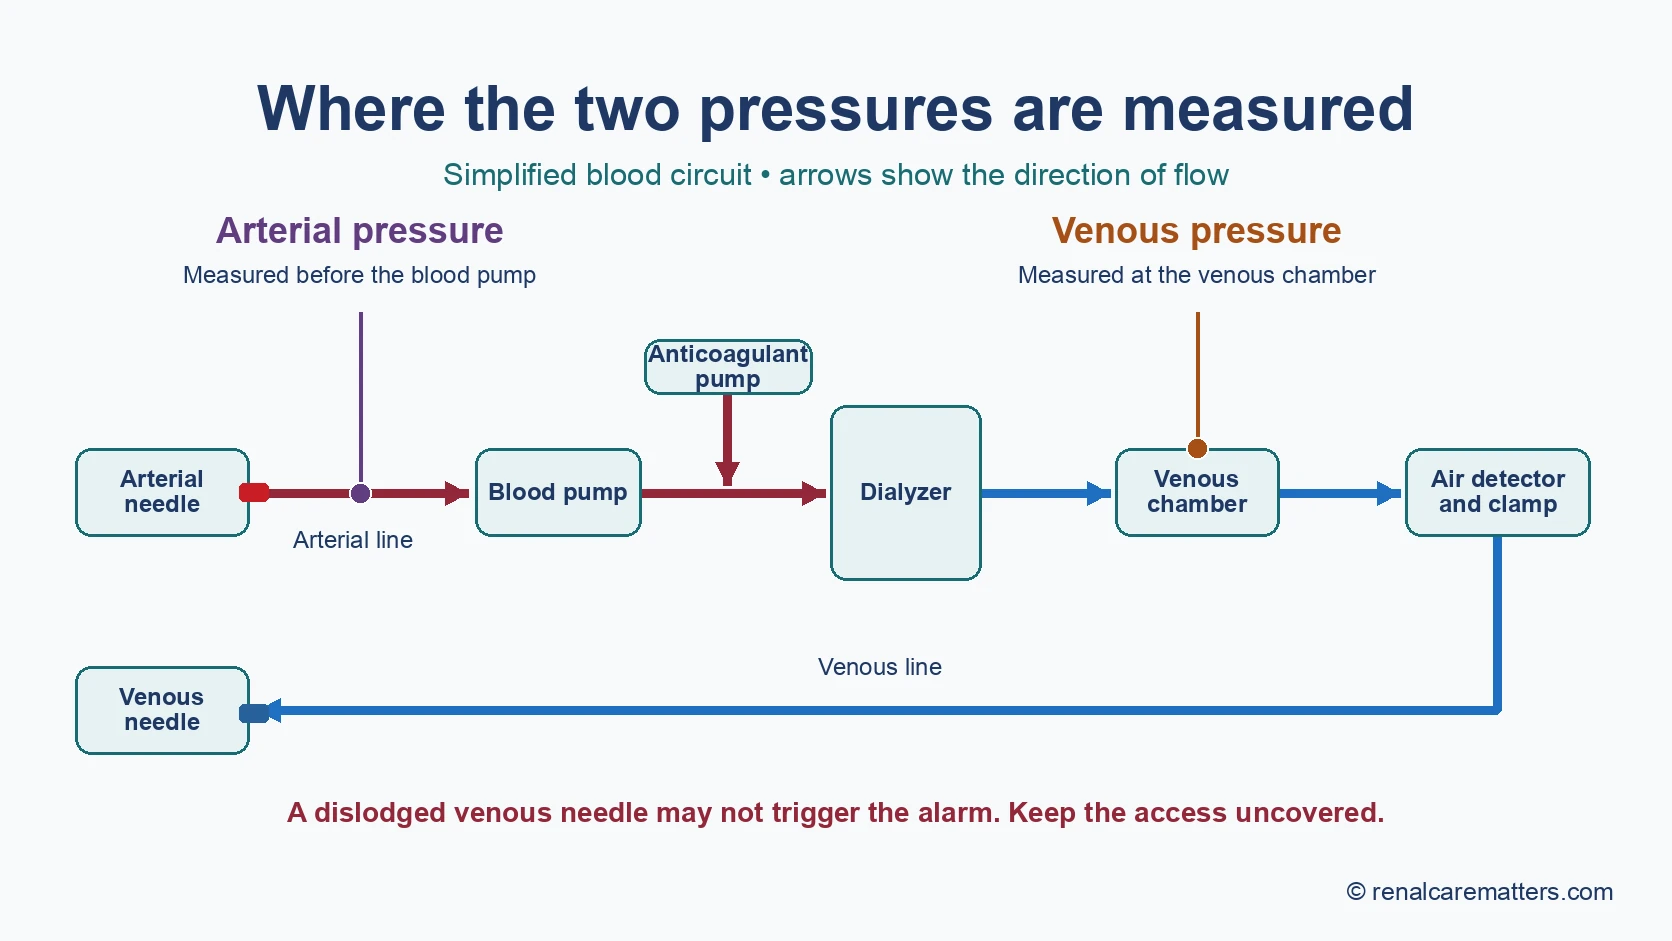 Where the two pressures are measured
Simplified blood circuit • arrows show the direction of flow
Arterial pressure
Measured before the blood pump
Venous pressure
Measured at the venous chamber
Anticoagulant
pump
Arterial
needle
Blood pump
Dialyzer
Venous
chamber
Air detector
and clamp
Arterial line
Venous line
Venous
needle
A dislodged venous needle may not trigger the alarm. Keep the access uncovered.
© renalcarematters.com